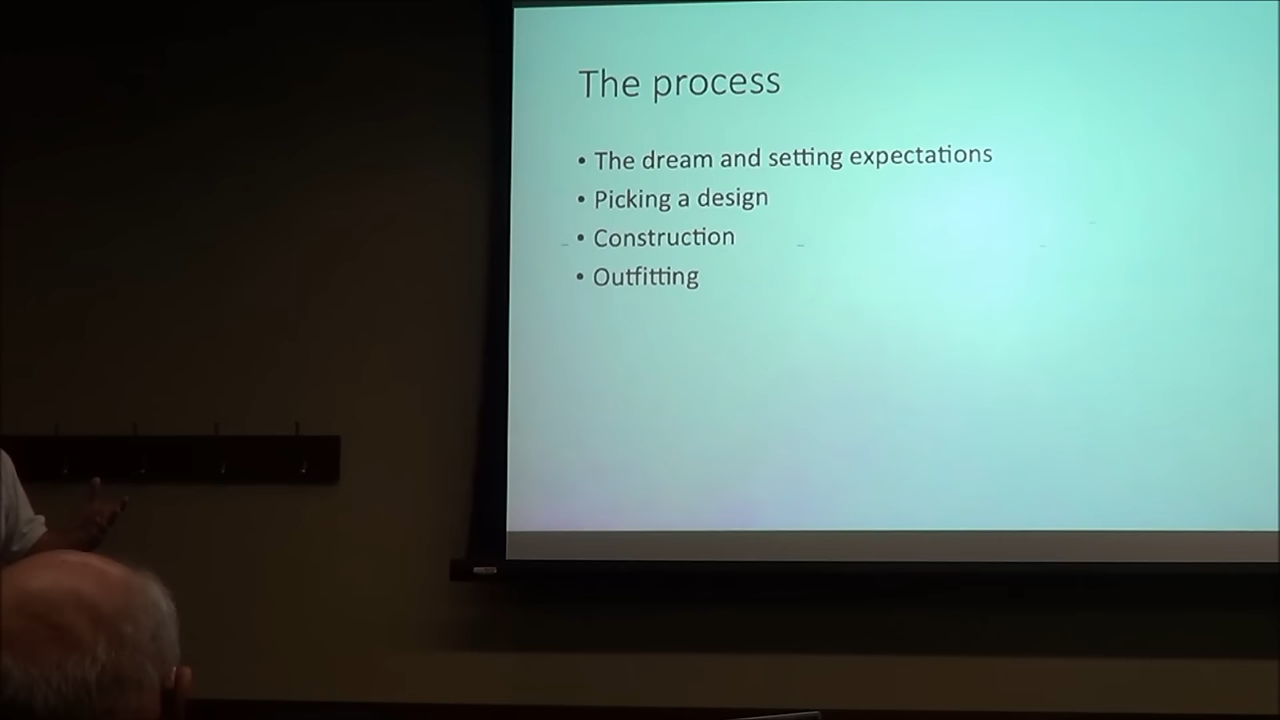 The process
• The dream and setting expectations
• Picking a design
• Construction
• Outfitting